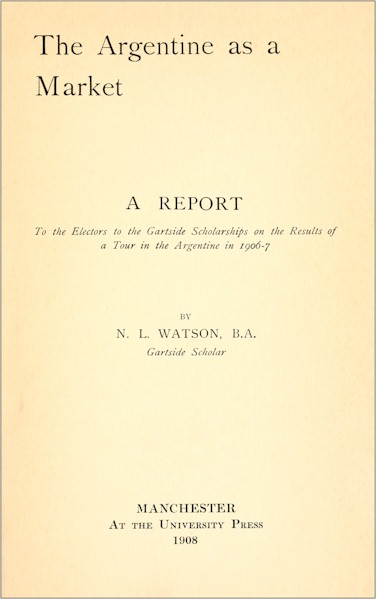 The Argentine as a
Market
A REPORT
To the Electors to the Gartside Scholarships on the Results of
a Tour in the Argentine in 1906-7
BY
N. L. WATSON, B.A.
Gartside Scholar
MANCHESTER
AT THE UNIVERSITY PRESS
1908